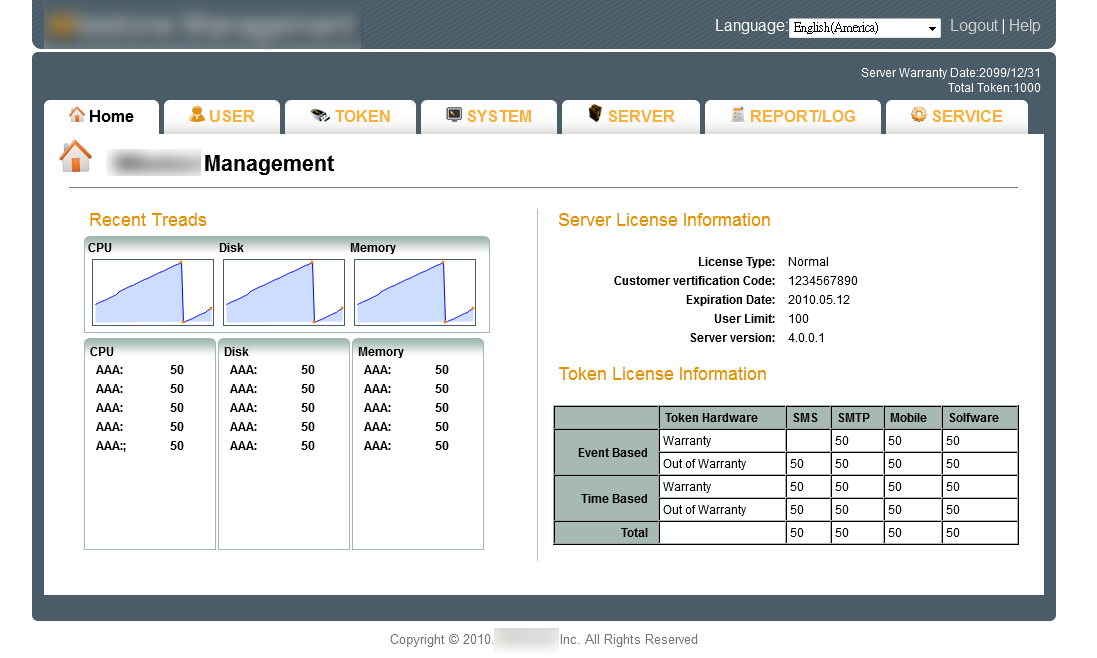 Language: English(America) Logout | Help
Server Warranty Date:2099/12/31
Total Token:1000
Home USER TOKEN SYSTEM SERVER REPORT/LOG SERVICE
Management
Recent Treads
CPU Disk Memory
CPU Disk Memory
AAA: 50 AAA: 50 AAA: 50
AAA: 50 AAA: 50 AAA: 50
AAA: 50 AAA: 50 AAA: 50
AAA: 50 AAA: 50 AAA: 50
AAA:; 50 AAA: 50 AAA: 50
Server License Information
License Type: Normal
Customer vertification Code: 1234567890
Expiration Date: 2010.05.12
User Limit: 100
Server version: 4.0.0.1
Token License Information
Token Hardware SMS SMTP Mobile Solfware
Event Based
Warranty 50 50 50
Out of Warranty 50 50 50 50
Time Based
Warranty 50 50 50 50
Out of Warranty 50 50 50 50
Total 50 50 50 50
Copyright © 2010. Inc. All Rights Reserved